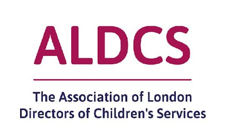 ALDCS
The Association of London
Directors of Children's Services